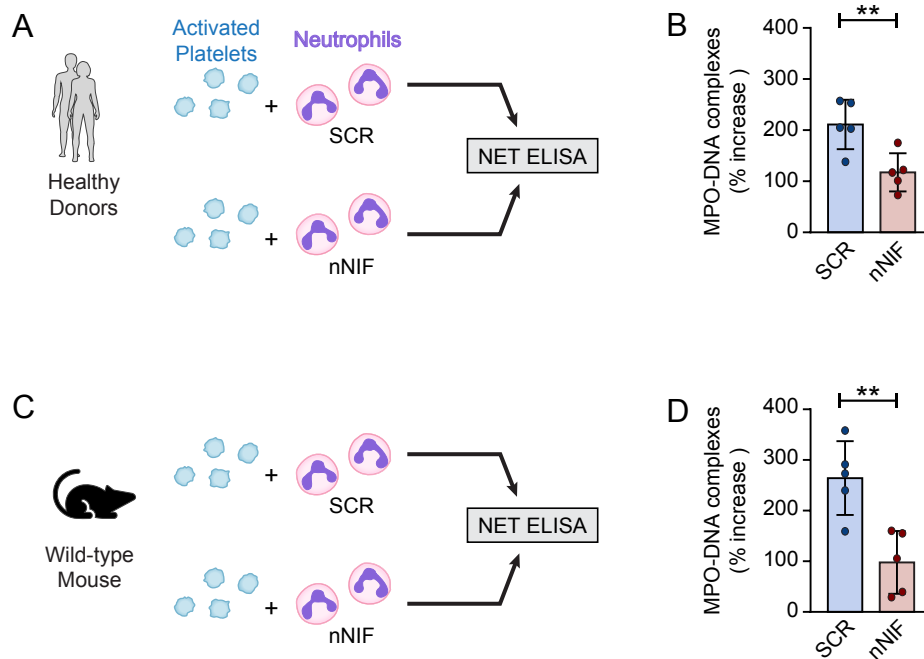 A
Activated
Platelets
Neutrophils
+
SCR
Healthy
Donors
NET ELISA
+
nNIF
B
**
MPO-DNA complexes
(% increase )
400
300
200
100
0
SCR
nNIF
C
+
SCR
Wild-type
Mouse
NET ELISA
+
nNIF
D
**
MPO-DNA complexes
(% increase )
400
300
200
100
0
SCR
nNIF